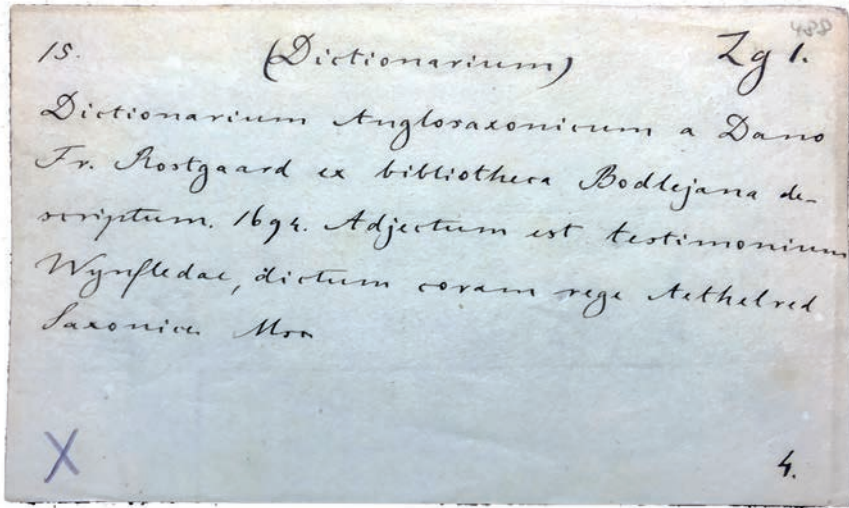 488
15. (Dictionarium) Zg 1.
Dictionarium Anglosaxonicum a Dano
Fr. Rostgaard ex bibliotheca Bodlejana de-
scriptum. 1694. Adjectum est testimonium
Wynfledae, dictum coram rege Aethelred
Saxonice.
X
4.